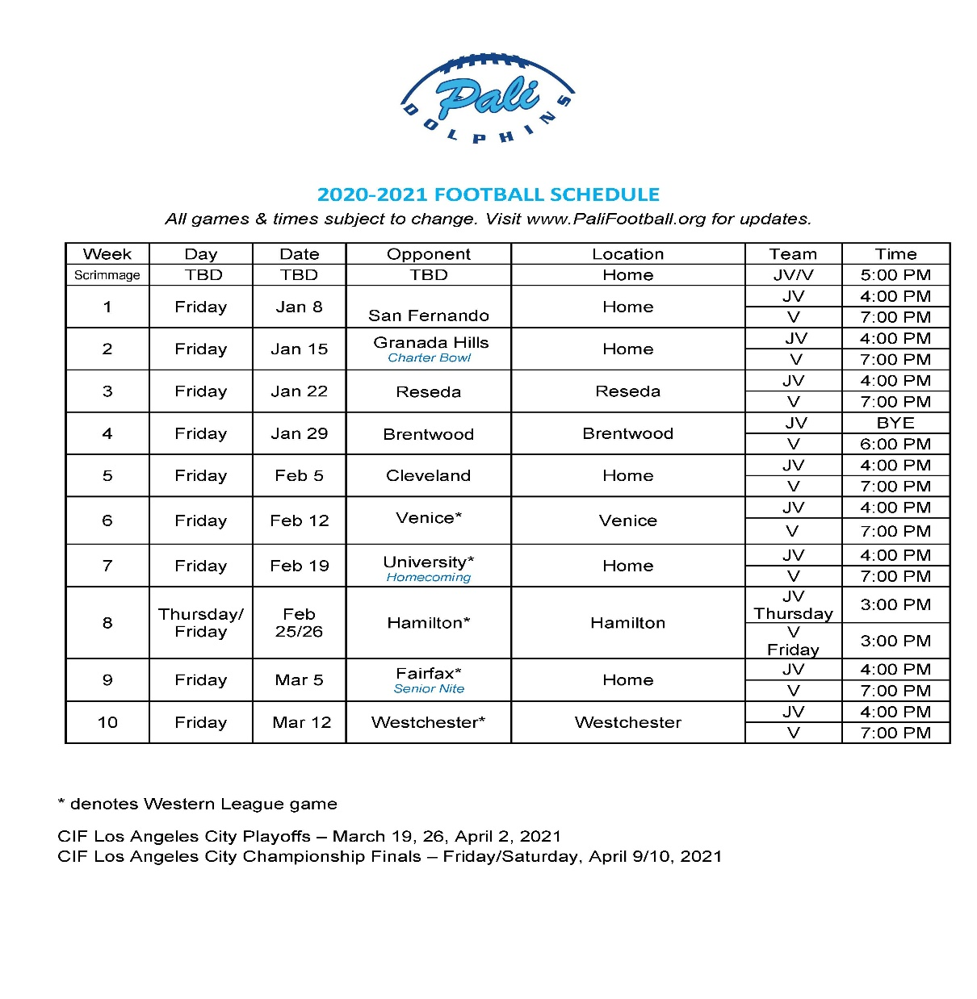 Pali
DOLPHINS
2020-2021 FOOTBALL SCHEDULE
All games & times subject to change. Visit www.PaliFootball.org for updates.
Week Day Date Opponent Location Team Time
Scrimmage TBD TBD TBD Home JV/V 5:00 PM
1 Friday Jan 8 San Fernando Home JV 4:00 PM
V 7:00 PM
2 Friday Jan 15 Granada Hills Home JV 4:00 PM
Charter Bowl V 7:00 PM
3 Friday Jan 22 Reseda Reseda JV 4:00 PM
V 7:00 PM
4 Friday Jan 29 Brentwood Brentwood JV BYE
V 6:00 PM
5 Friday Feb 5 Cleveland Home JV 4:00 PM
V 7:00 PM
6 Friday Feb 12 Venice* Venice JV 4:00 PM
V 7:00 PM
7 Friday Feb 19 University* Home JV 4:00 PM
Homecoming V 7:00 PM
8 Thursday/ Feb Hamilton* Hamilton JV 3:00 PM
Friday 25/26 Thursday
V 3:00 PM
Friday
9 Friday Mar 5 Fairfax* Home JV 4:00 PM
Senior Nite V 7:00 PM
10 Friday Mar 12 Westchester* Westchester JV 4:00 PM
V 7:00 PM
* denotes Western League game
CIF Los Angeles City Playoffs – March 19, 26, April 2, 2021
CIF Los Angeles City Championship Finals – Friday/Saturday, April 9/10, 2021